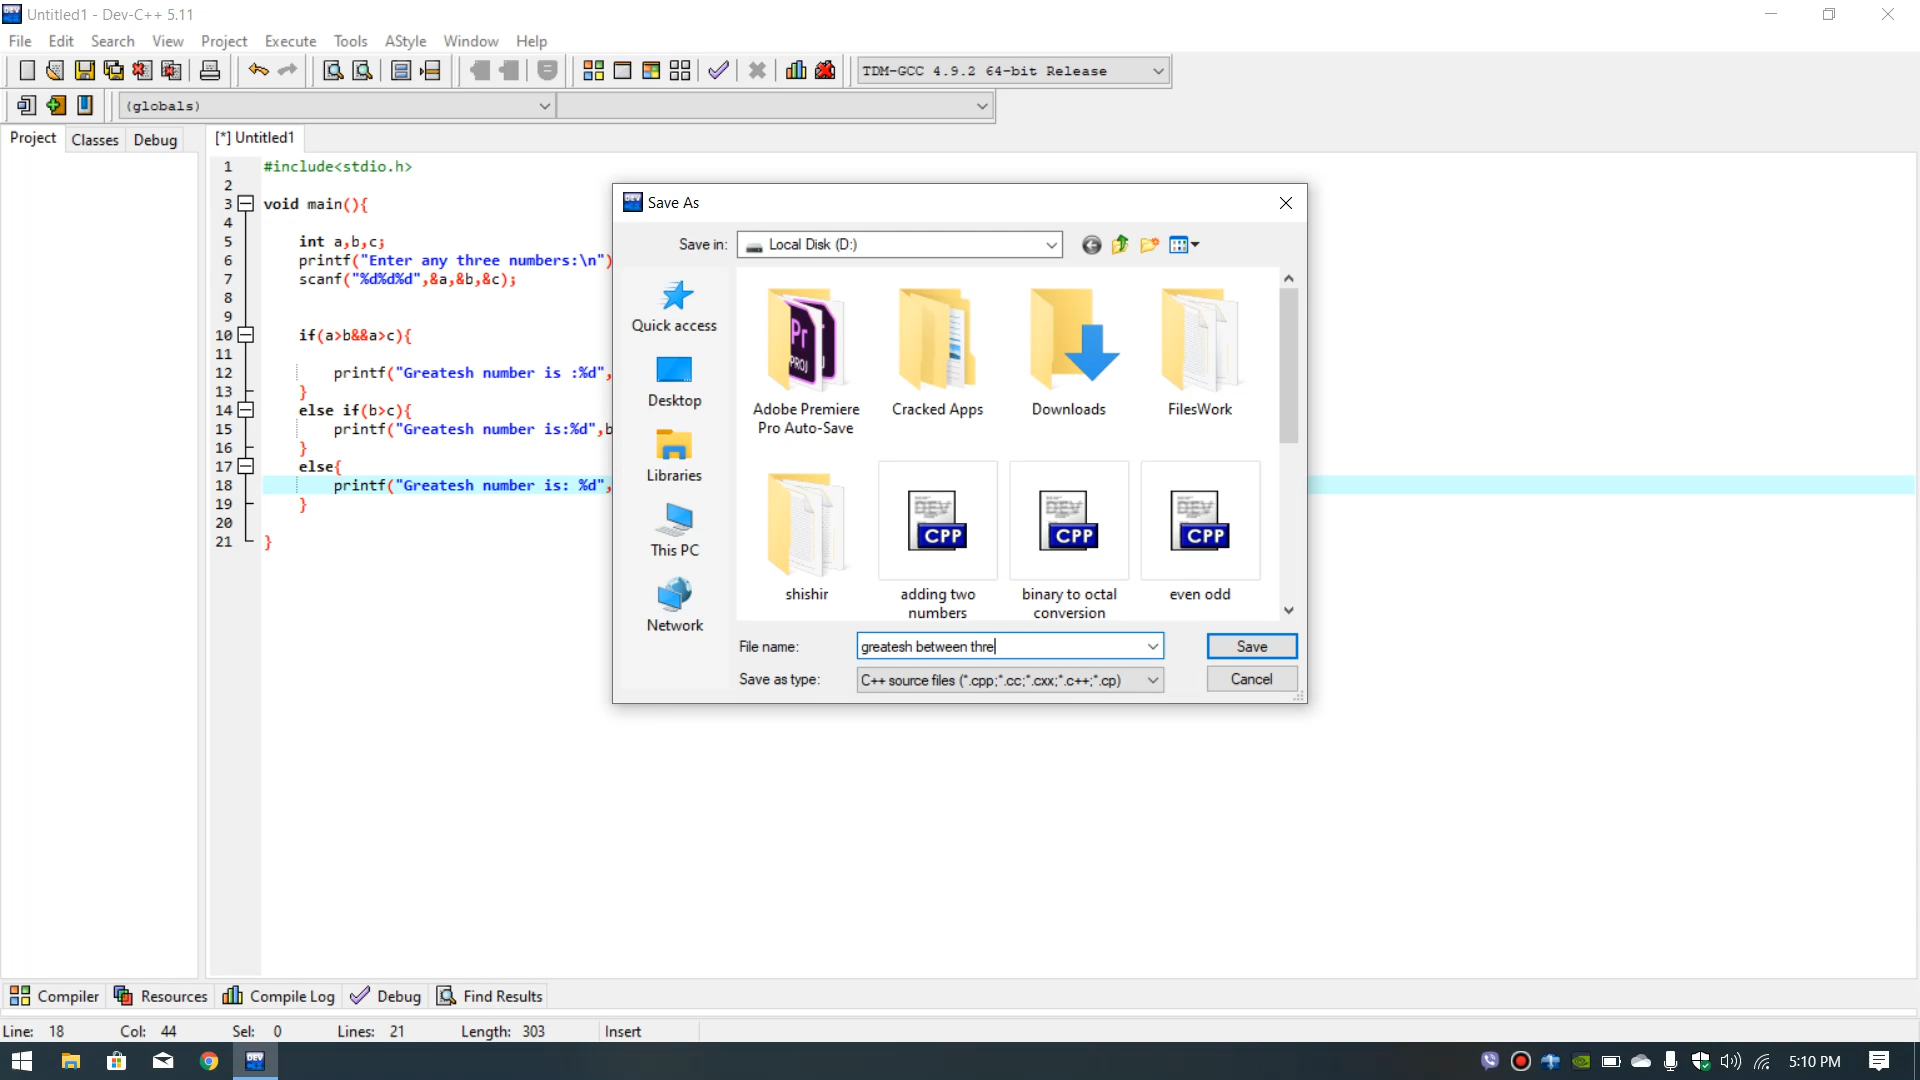 Untitled1 - Dev-C++ 5.11
File Edit Search View Project Execute Tools AStyle Window Help
TDM-GCC 4.9.2 64-bit Release
(globals)
Project Classes Debug
[*] Untitled1
1 #include<stdio.h>
2
3 void main(){
4
5 int a,b,c;
6 printf("Enter any three numbers:\n")
7 scanf("%d%d%d",&a,&b,&c);
8
9
10 if(a>b&&a>c){
11
12 printf("Greatesh number is :%d",
13 }
14 else if(b>c){
15 printf("Greatesh number is:%d",b
16 }
17 else{
18 printf("Greatesh number is: %d",
19 }
20
21 }
Save As
Save in: Local Disk (D:)
Quick access
Desktop
Libraries
This PC
Network
Pr
PROJ
Adobe Premiere
Pro Auto-Save
Cracked Apps
Downloads
FilesWork
shishir
DEV
CPP
adding two
numbers
DEV
CPP
binary to octal
conversion
DEV
CPP
even odd
File name: greatesh between thre
Save
Save as type: C++ source files (*.cpp;*.cc;*.cxx;*.c++;*.cp)
Cancel
Compiler Resources Compile Log Debug Find Results
Line: 18 Col: 44 Sel: 0 Lines: 21 Length: 303 Insert
DEV
5:10 PM